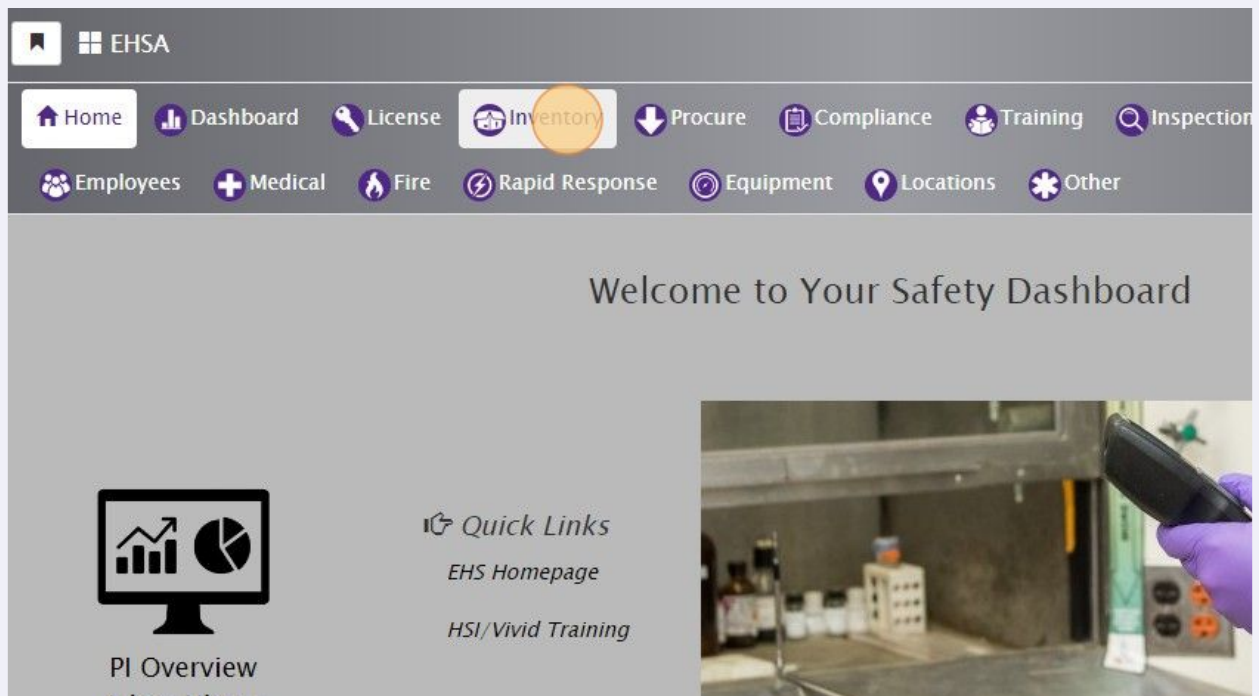 EHSA
Home Dashboard License Inventory Procure Compliance Training Inspection
Employees Medical Fire Rapid Response Equipment Locations Other
Welcome to Your Safety Dashboard
Quick Links
EHS Homepage
HSI/Vivid Training
PI Overview